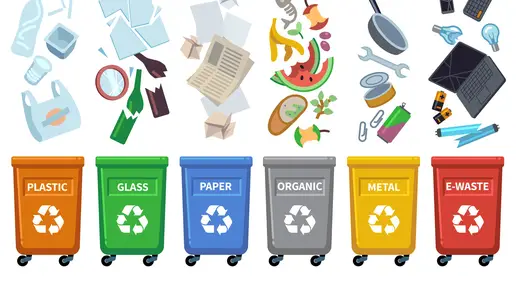 PLASTIC
GLASS
PAPER
ORGANIC
METAL
E-WASTE